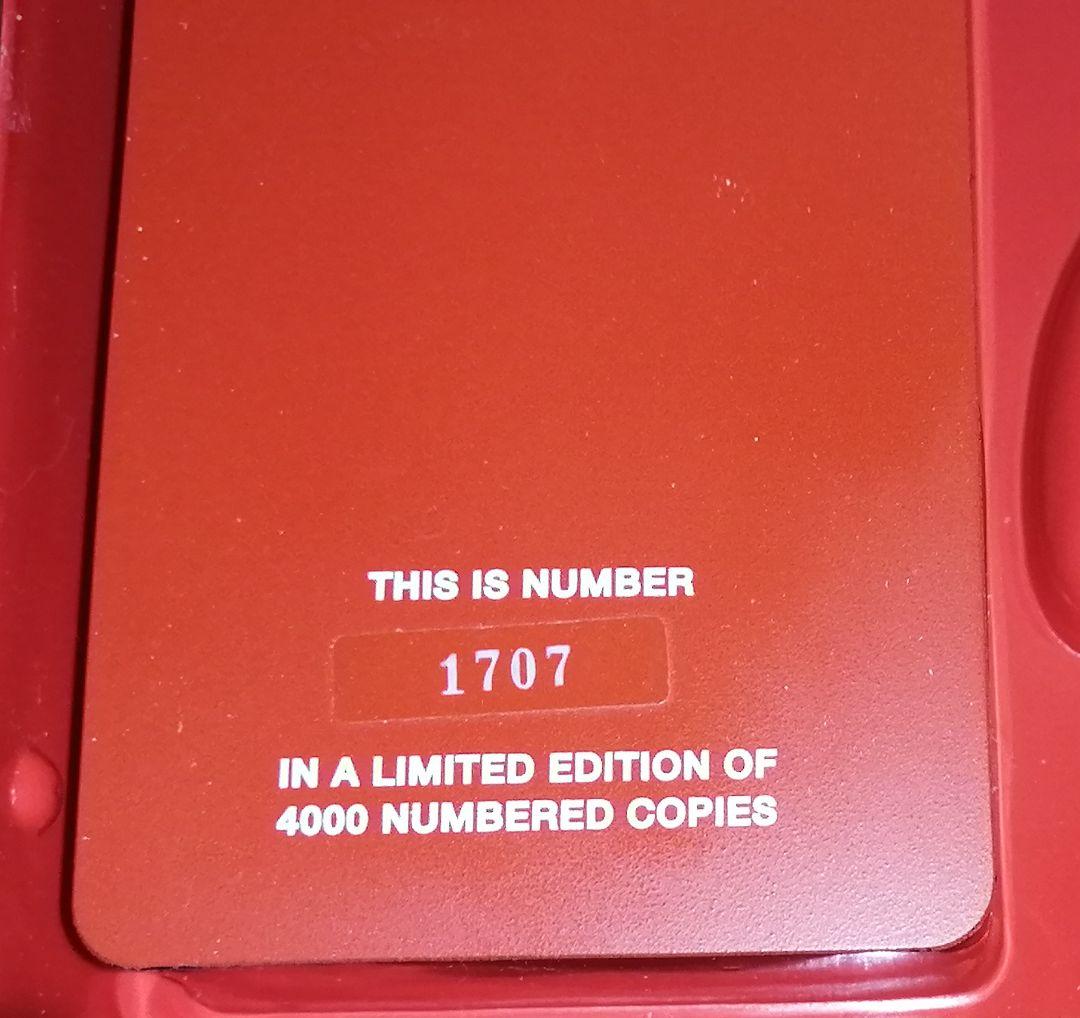 THIS IS NUMBER
1707
IN A LIMITED EDITION OF
4000 NUMBERED COPIES